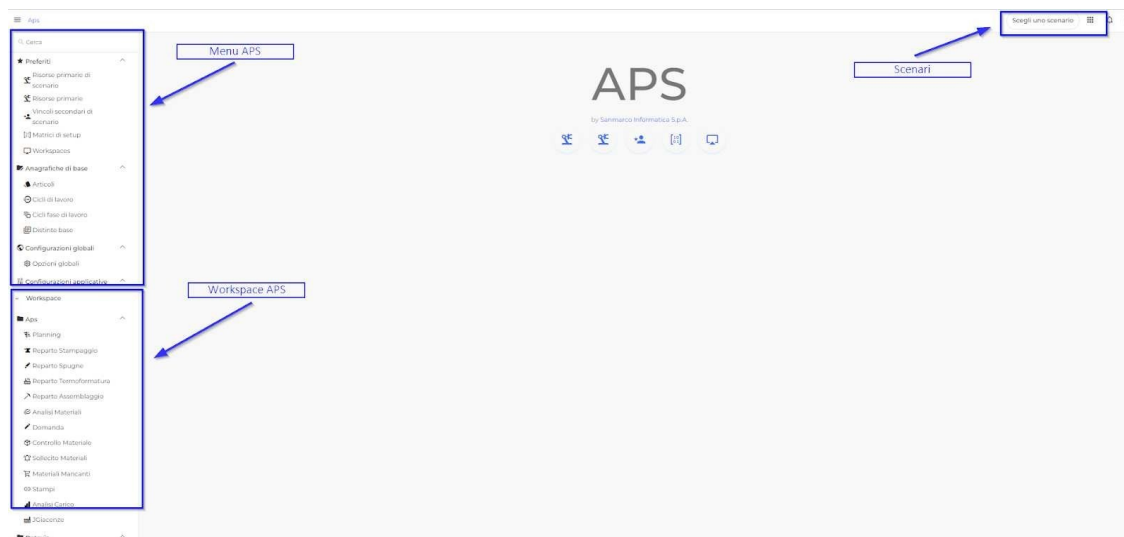 Aps
Scegli uno scenario
Cerca
Menu APS
Scenari
Preferiti
Risorse primarie di
scenario
Risorse primarie
Vincoli secondari di
scenario
Matrici di setup
Workspaces
APS
by Sanmarco Informatica S.p.A.
Anagrafiche di base
Articoli
Cicli di lavoro
Cicli fase di lavoro
Distinte base
Configurazioni globali
Opzioni globali
Configurazioni applicative
Workspace APS
Workspace
Aps
Planning
Reparto Stampaggio
Reparto Spugne
Reparto Termoformatura
Reparto Assemblaggio
Analisi Materiali
Domanda
Controllo Materiale
Sollecito Materiali
Materiali Mancanti
Stampi
Analisi Carico
JGiacenze